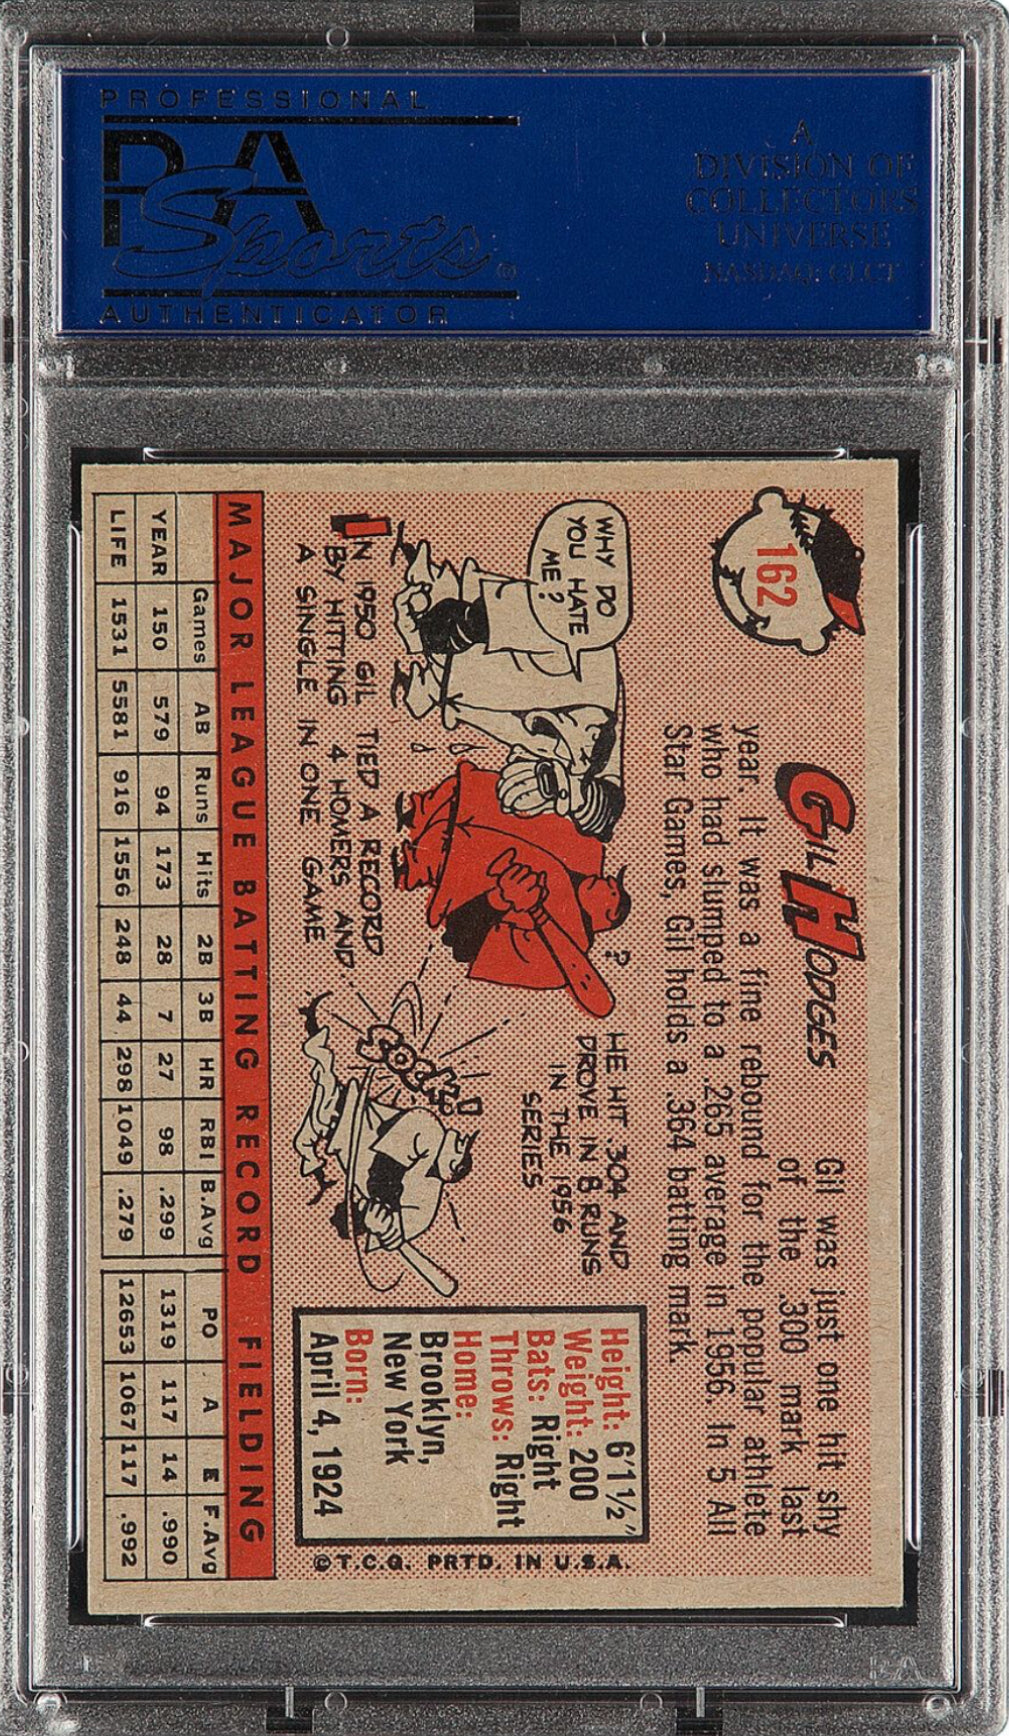 PROFESSIONAL
PSA
Sports®
AUTHENTICATOR
A
DIVISION OF
COLLECTORS
UNIVERSE
NASDAQ: CLCT
162
GIL HODGES
Gil was just one hit shy
of the .300 mark last
year. It was a fine rebound for the popular athlete
who had slumped to a .265 average in 1956. In 5 All
Star Games, Gil holds a .364 batting mark.
WHY DO
YOU HATE
ME?
?
IN 1950 GIL TIED A RECORD
BY HITTING 4 HOMERS AND
A SINGLE IN ONE GAME
HE HIT .304 AND
DROVE IN 8 RUNS
IN THE 1956
SERIES
SOCKO
Height: 6'1½"
Weight: 200
Bats: Right
Throws: Right
Home:
Brooklyn,
New York
Born:
April 4, 1924
©T.C.G. PRTD. IN U.S.A.
MAJOR LEAGUE BATTING RECORD FIELDING
Games AB Runs Hits 2B 3B HR RBI B.Avg PO A E F.Avg
YEAR 150 579 94 173 28 7 27 98 .299 1319 117 14 .990
LIFE 1531 5581 916 1556 248 44 298 1049 .279 12653 1067 117 .992